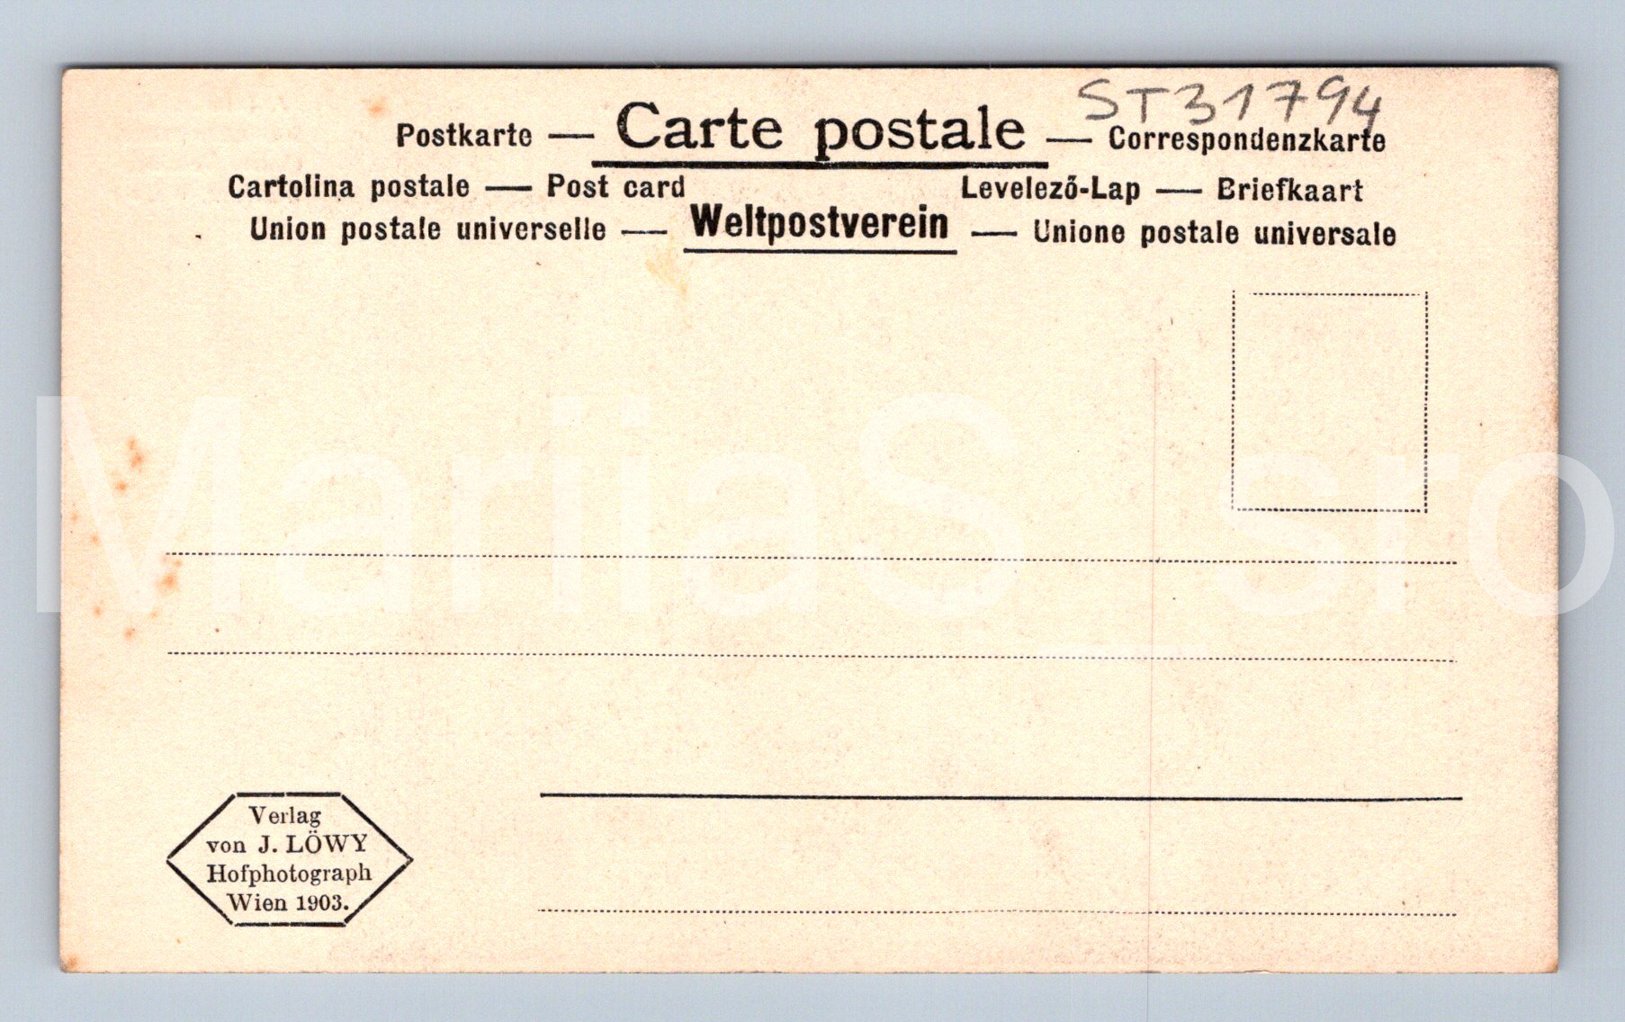 ST31794
Postkarte — Carte postale — Correspondenzkarte
Cartolina postale — Post card Levelező-Lap — Briefkaart
Union postale universelle — Weltpostverein — Unione postale universale
MariiaS_sro
Verlag
von J. LÖWY
Hofphotograph
Wien 1903.